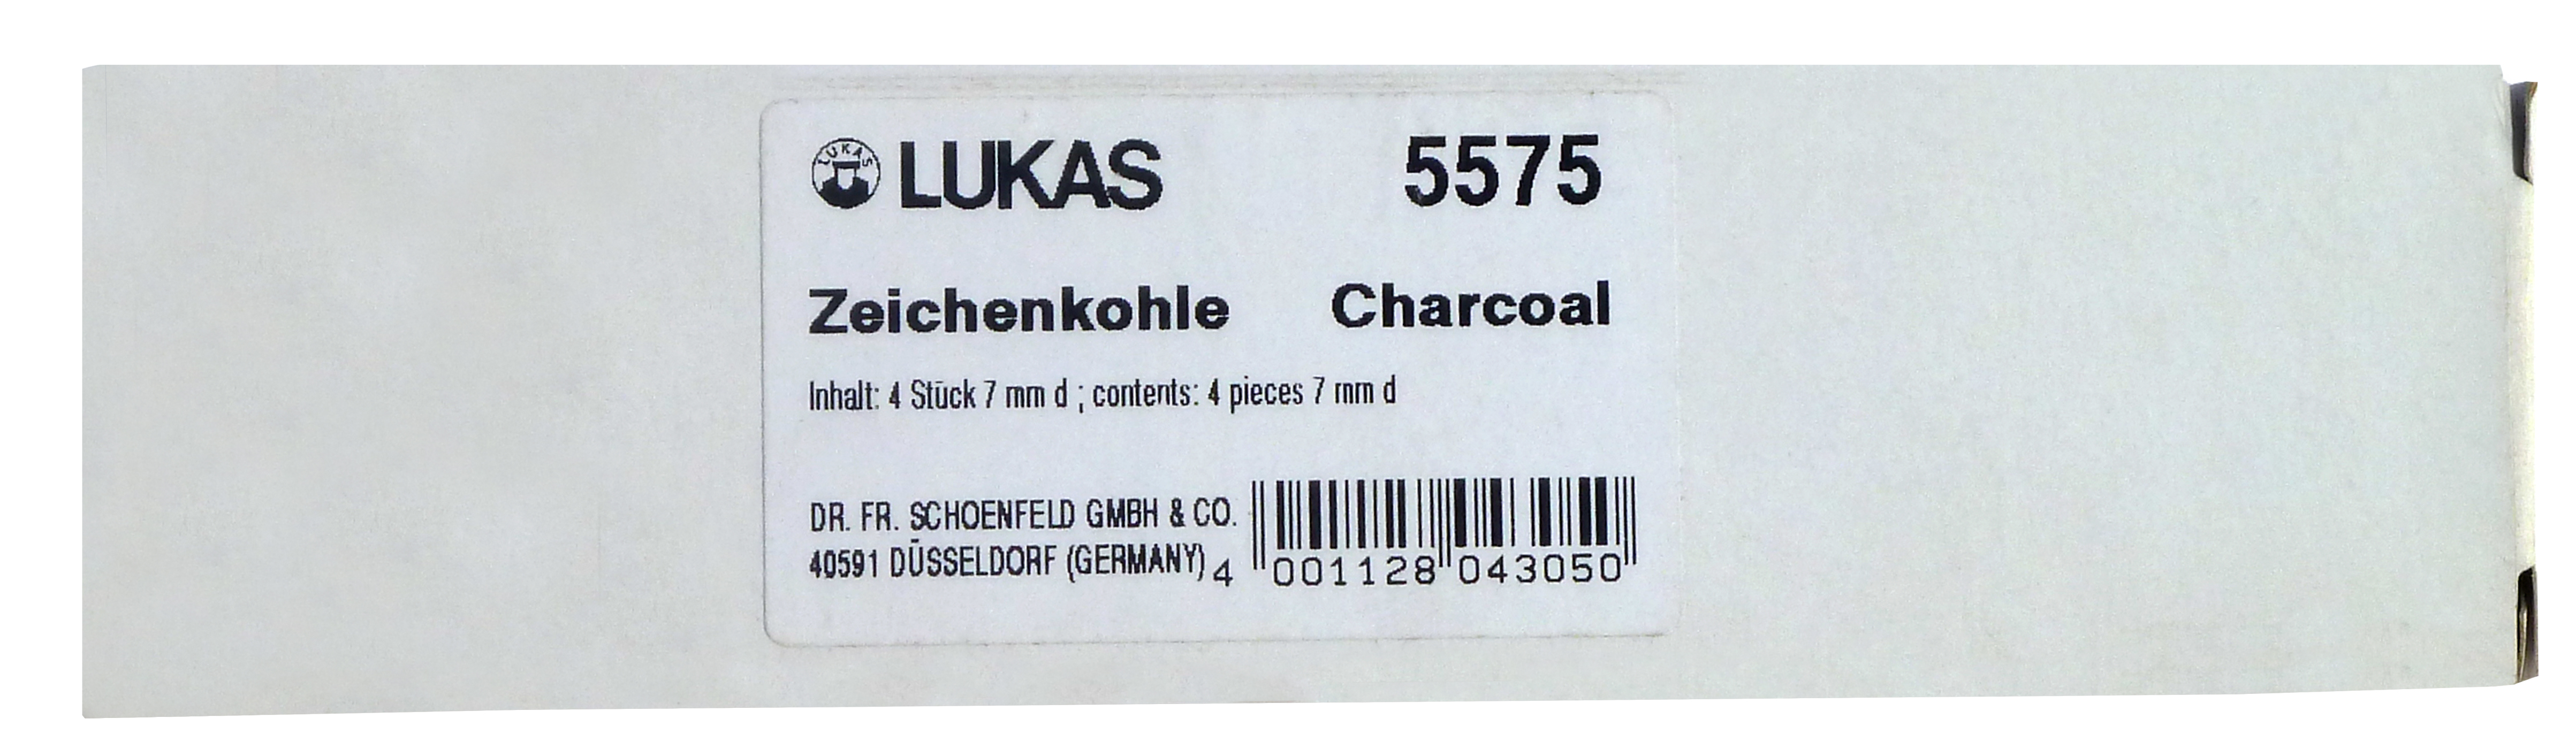 LUKAS LUKAS 5575
Zeichenkohle Charcoal
Inhalt: 4 Stück 7 mm d ; contents: 4 pieces 7 mm d
DR. FR. SCHOENFELD GMBH & CO.
40591 DÜSSELDORF (GERMANY)
4 001128 043050